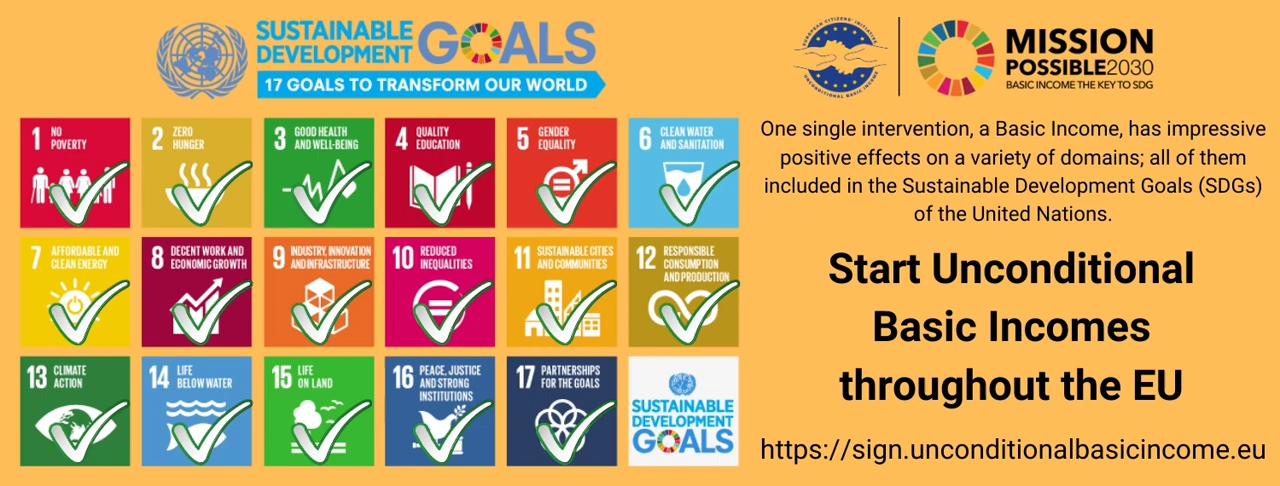 SUSTAINABLE
DEVELOPMENT
GOALS
17 GOALS TO TRANSFORM OUR WORLD
1 NO
POVERTY
2 ZERO
HUNGER
3 GOOD HEALTH
AND WELL-BEING
4 QUALITY
EDUCATION
5 GENDER
EQUALITY
6 CLEAN WATER
AND SANITATION
7 AFFORDABLE AND
CLEAN ENERGY
8 DECENT WORK AND
ECONOMIC GROWTH
9 INDUSTRY, INNOVATION
AND INFRASTRUCTURE
10 REDUCED
INEQUALITIES
11 SUSTAINABLE CITIES
AND COMMUNITIES
12 RESPONSIBLE
CONSUMPTION
AND PRODUCTION
13 CLIMATE
ACTION
14 LIFE
BELOW WATER
15 LIFE
ON LAND
16 PEACE, JUSTICE
AND STRONG
INSTITUTIONS
17 PARTNERSHIPS
FOR THE GOALS
SUSTAINABLE
DEVELOPMENT
GOALS
EUROPEAN CITIZENS' INITIATIVE
UNCONDITIONAL BASIC INCOME
MISSION
POSSIBLE2030
BASIC INCOME THE KEY TO SDG
One single intervention, a Basic Income, has impressive
positive effects on a variety of domains; all of them
included in the Sustainable Development Goals (SDGs)
of the United Nations.
Start Unconditional
Basic Incomes
throughout the EU
https://sign.unconditionalbasicincome.eu